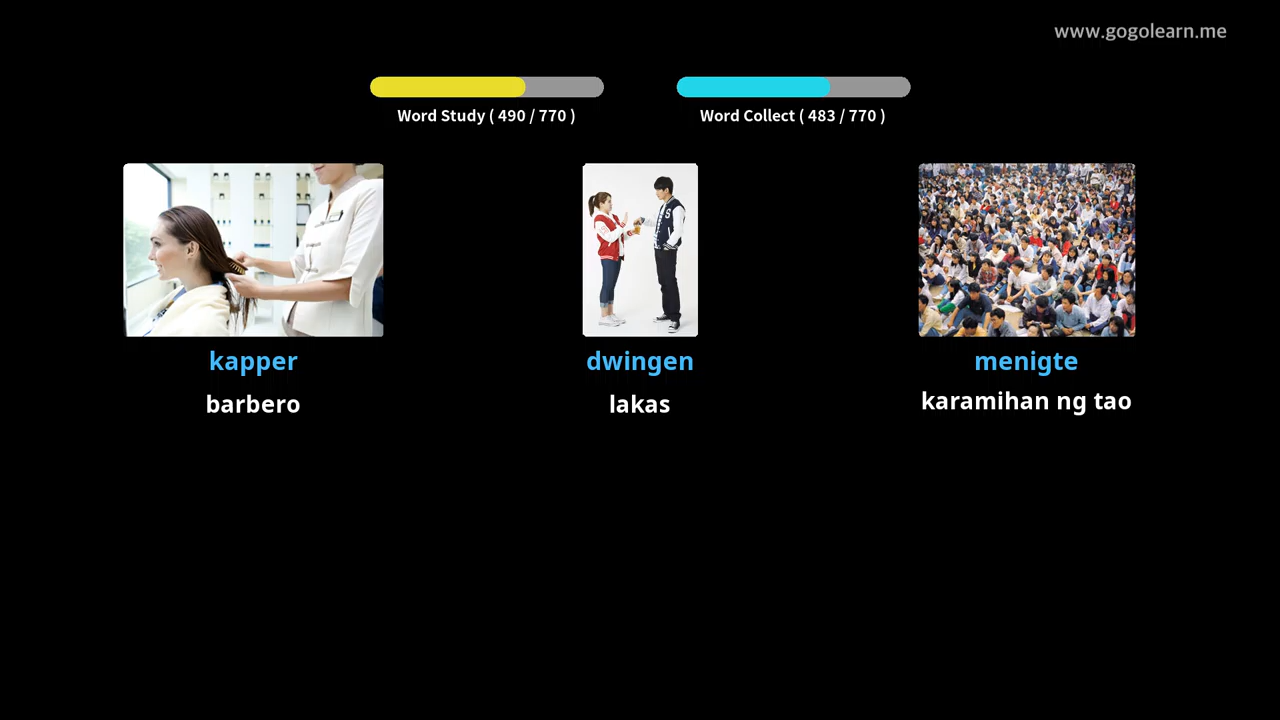 www.gogolearn.me
Word Study ( 490 / 770 )
Word Collect ( 483 / 770 )
kapper
barbero
dwingen
lakas
menigte
karamihan ng tao